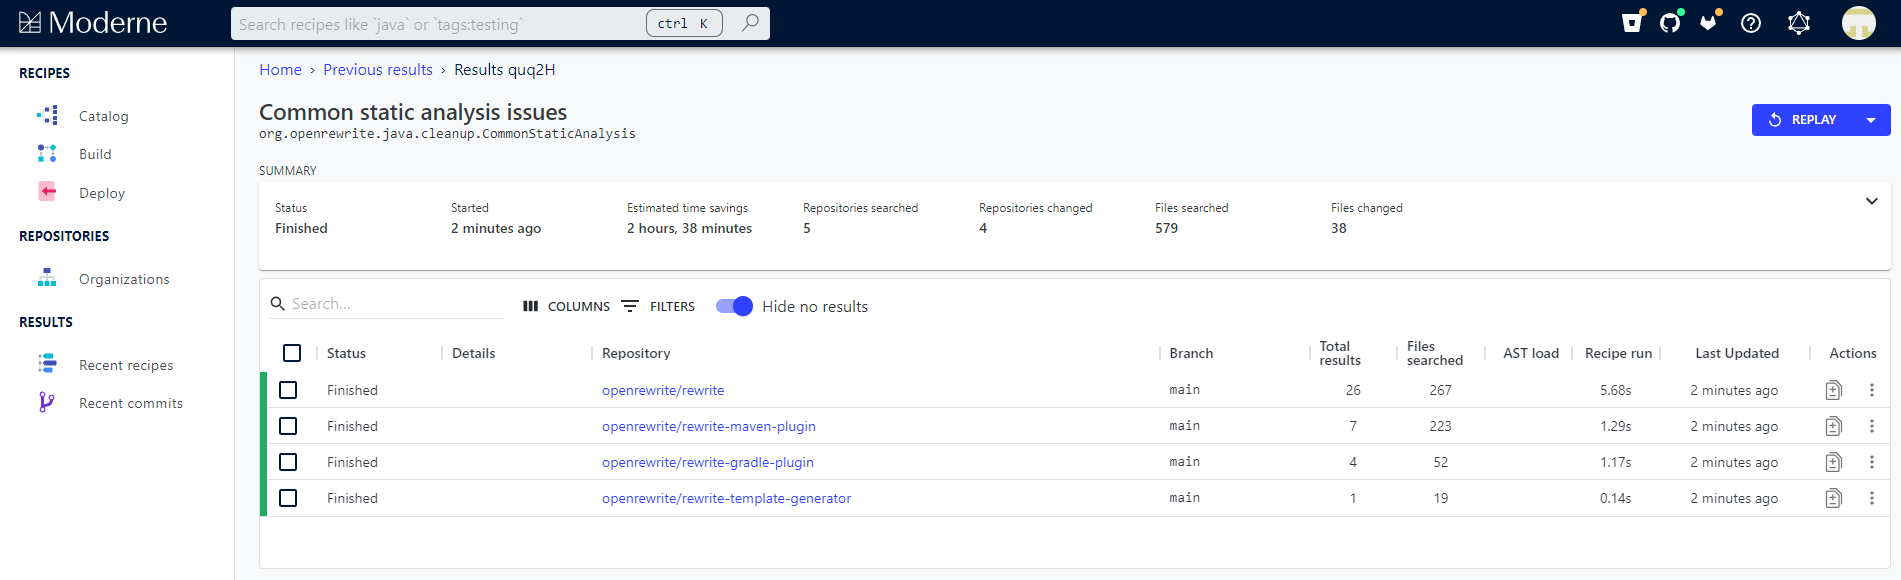 Moderne
Search recipes like `java` or `tags:testing`
ctrl K
RECIPES
Catalog
Build
Deploy
REPOSITORIES
Organizations
RESULTS
Recent recipes
Recent commits
Home › Previous results › Results quq2H
Common static analysis issues
org.openrewrite.java.cleanup.CommonStaticAnalysis
REPLAY
SUMMARY
Status Started Estimated time savings Repositories searched Repositories changed Files searched Files changed
Finished 2 minutes ago 2 hours, 38 minutes 5 4 579 38
Search... COLUMNS FILTERS Hide no results
Status Details Repository Branch Total results Files searched AST load Recipe run Last Updated Actions
Finished openrewrite/rewrite main 26 267 5.68s 2 minutes ago
Finished openrewrite/rewrite-maven-plugin main 7 223 1.29s 2 minutes ago
Finished openrewrite/rewrite-gradle-plugin main 4 52 1.17s 2 minutes ago
Finished openrewrite/rewrite-template-generator main 1 19 0.14s 2 minutes ago